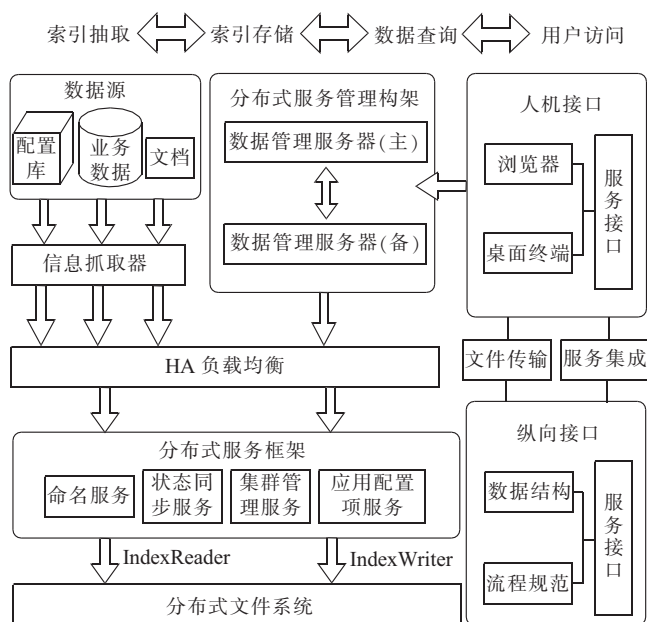 索引抽取 索引存储 数据查询 用户访问
数据源
配置
库
业务
数据
文档
信息抓取器
分布式服务管理构架
数据管理服务器(主)
数据管理服务器(备)
人机接口
浏览器
桌面终端
服
务
接
口
HA 负载均衡
文件传输
服务集成
分布式服务框架
命名服务
状态同
步服务
集群管
理服务
应用配置
项服务
IndexReader
IndexWriter
分布式文件系统
纵向接口
数据结构
流程规范
服
务
接
口